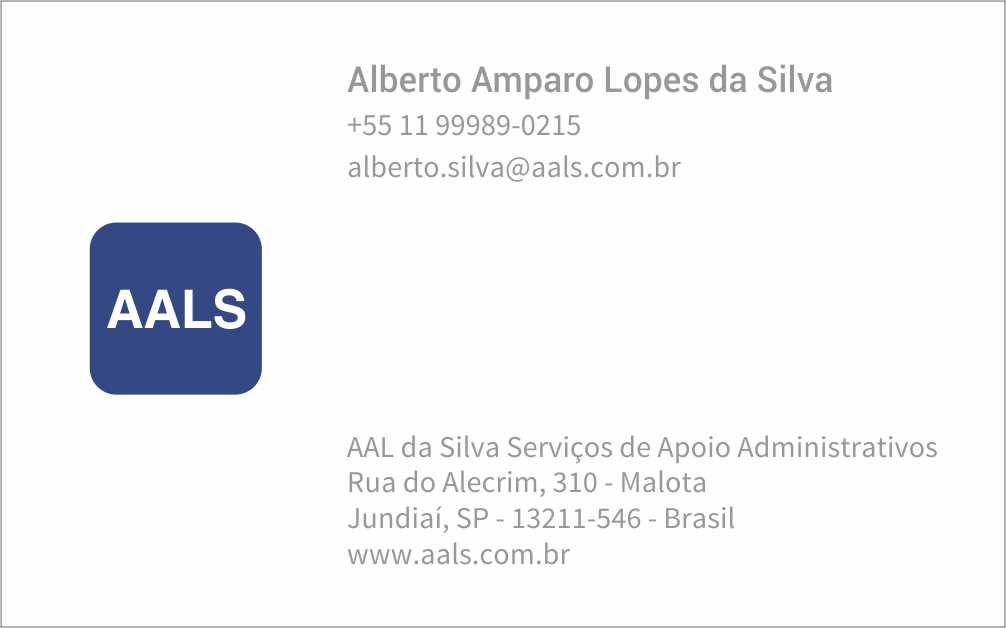 Alberto Amparo Lopes da Silva
+55 11 99989-0215
alberto.silva@aals.com.br
AALS
AAL da Silva Serviços de Apoio Administrativos
Rua do Alecrim, 310 - Malota
Jundiaí, SP - 13211-546 - Brasil
www.aals.com.br